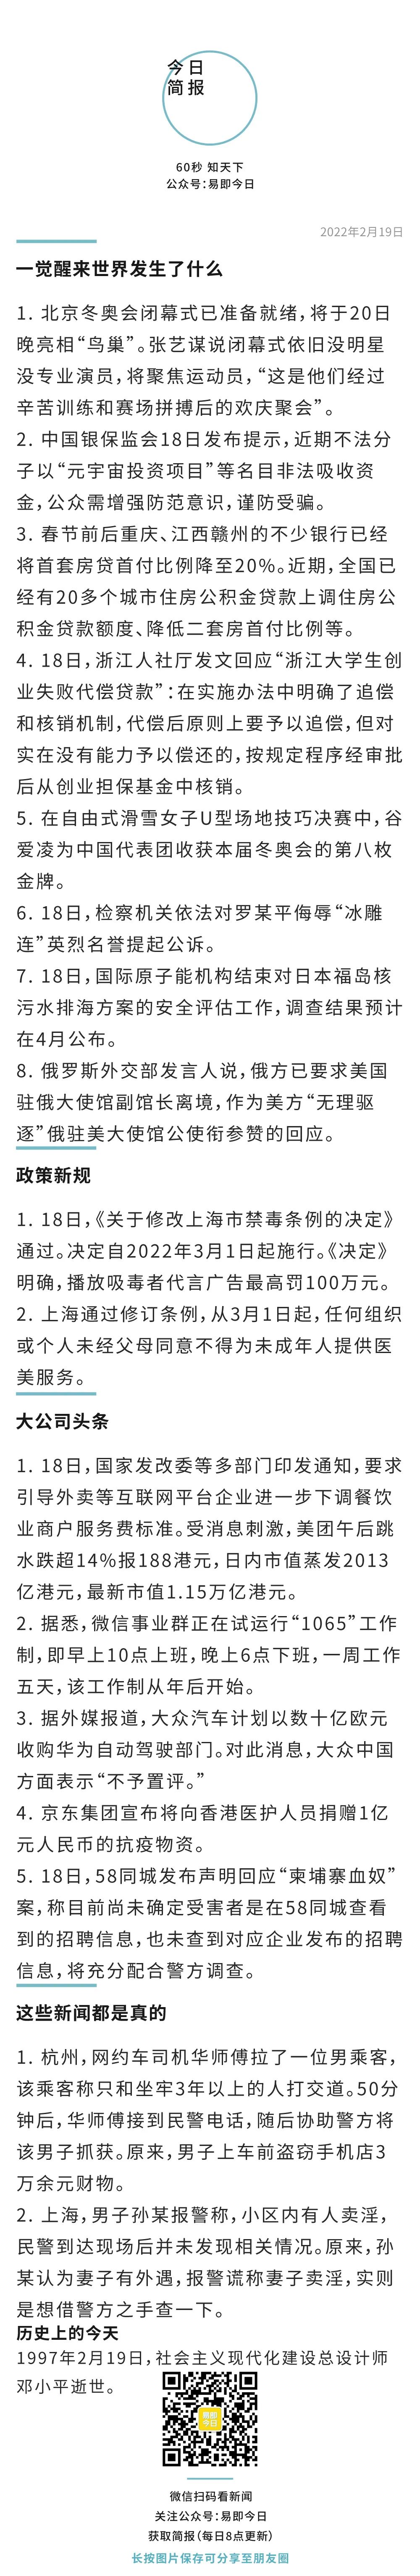 今日
简报
60秒 知天下
公众号：易即今日
2022年2月19日
一觉醒来世界发生了什么
1. 北京冬奥会闭幕式已准备就绪，将于20日
晚亮相“鸟巢”。张艺谋说闭幕式依旧没明星
没专业演员，将聚焦运动员，“这是他们经过
辛苦训练和赛场拼搏后的欢庆聚会”。
2. 中国银保监会18日发布提示，近期不法分
子以“元宇宙投资项目”等名目非法吸收资
金，公众需增强防范意识，谨防受骗。
3. 春节前后重庆、江西赣州的不少银行已经
将首套房贷首付比例降至20%。近期，全国已
经有20多个城市住房公积金贷款上调住房公
积金贷款额度、降低二套房首付比例等。
4. 18日，浙江人社厅发文回应“浙江大学生创
业失败代偿贷款”：在实施办法中明确了追偿
和核销机制，代偿后原则上要予以追偿，但对
实在没有能力予以偿还的，按规定程序经审批
后从创业担保基金中核销。
5. 在自由式滑雪女子U型场地技巧决赛中，谷
爱凌为中国代表团收获本届冬奥会的第八枚
金牌。
6. 18日，检察机关依法对罗某平侮辱“冰雕
连”英烈名誉提起公诉。
7. 18日，国际原子能机构结束对日本福岛核
污水排海方案的安全评估工作，调查结果预计
在4月公布。
8. 俄罗斯外交部发言人说，俄方已要求美国
驻俄大使馆副馆长离境，作为美方“无理驱
逐”俄驻美大使馆公使衔参赞的回应。
政策新规
1. 18日，《关于修改上海市禁毒条例的决定》
通过。决定自2022年3月1日起施行。《决定》
明确，播放吸毒者代言广告最高罚100万元。
2. 上海通过修订条例，从3月1日起，任何组织
或个人未经父母同意不得为未成年人提供医
美服务。
大公司头条
1. 18日，国家发改委等多部门印发通知，要求
引导外卖等互联网平台企业进一步下调餐饮
业商户服务费标准。受消息刺激，美团午后跳
水跌超14%报188港元，日内市值蒸发2013
亿港元，最新市值1.15万亿港元。
2. 据悉，微信事业群正在试运行“1065”工作
制，即早上10点上班，晚上6点下班，一周工作
五天，该工作制从年后开始。
3. 据外媒报道，大众汽车计划以数十亿欧元
收购华为自动驾驶部门。对此消息，大众中国
方面表示“不予置评。”
4. 京东集团宣布将向香港医护人员捐赠1亿
元人民币的抗疫物资。
5. 18日，58同城发布声明回应“柬埔寨血奴”
案，称目前尚未确定受害者是在58同城查看
到的招聘信息，也未查到对应企业发布的招聘
信息，将充分配合警方调查。
这些新闻都是真的
1. 杭州，网约车司机华师傅拉了一位男乘客，
该乘客称只和坐牢3年以上的人打交道。50分
钟后，华师傅接到民警电话，随后协助警方将
该男子抓获。原来，男子上车前盗窃手机店3
万余元财物。
2. 上海，男子孙某报警称，小区内有人卖淫，
民警到达现场后并未发现相关情况。原来，孙
某认为妻子有外遇，报警谎称妻子卖淫，实则
是想借警方之手查一下。
历史上的今天
1997年2月19日，社会主义现代化建设总设计师
邓小平逝世。
易即
今日
微信扫码看新闻
关注公众号：易即今日
获取简报（每日8点更新）
长按图片保存可分享至朋友圈